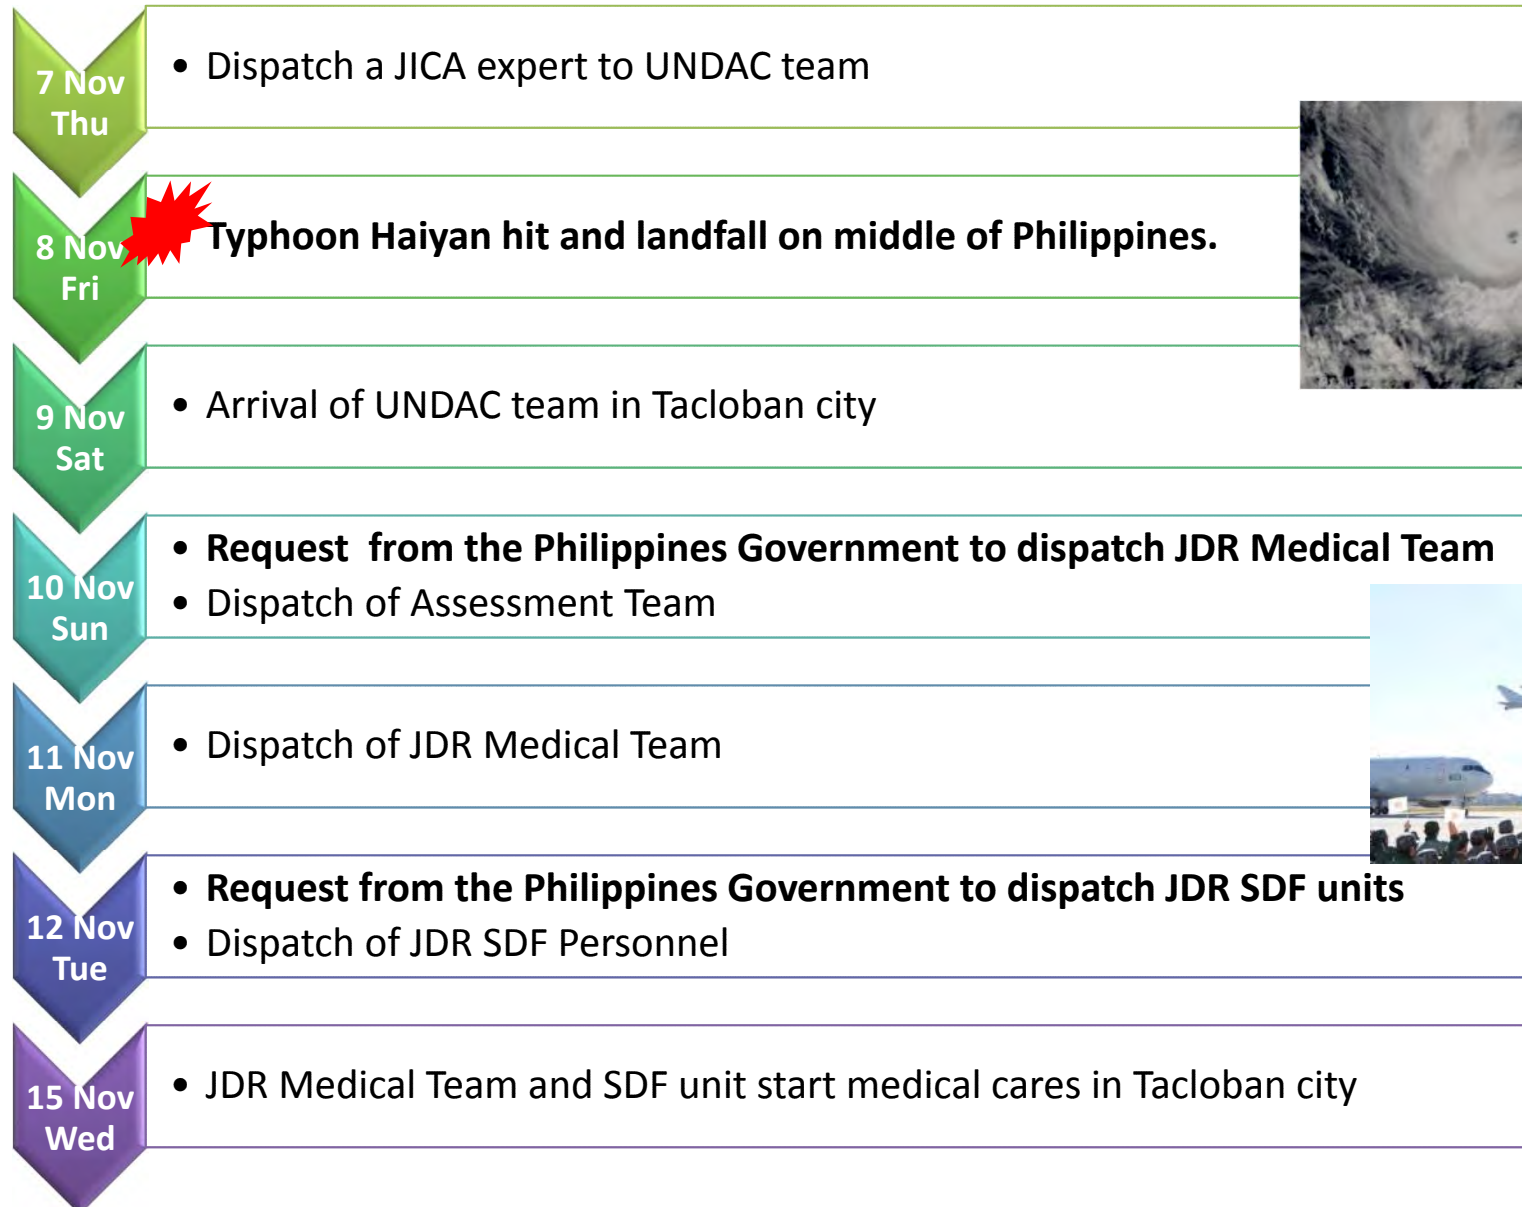 7 Nov
Thu
• Dispatch a JICA expert to UNDAC team
8 Nov
Fri
Typhoon Haiyan hit and landfall on middle of Philippines.
9 Nov
Sat
• Arrival of UNDAC team in Tacloban city
10 Nov
Sun
• Request  from the Philippines Government to dispatch JDR Medical Team
• Dispatch of Assessment Team
11 Nov
Mon
• Dispatch of JDR Medical Team
12 Nov
Tue
• Request from the Philippines Government to dispatch JDR SDF units
• Dispatch of JDR SDF Personnel
15 Nov
Wed
• JDR Medical Team and SDF unit start medical cares in Tacloban city